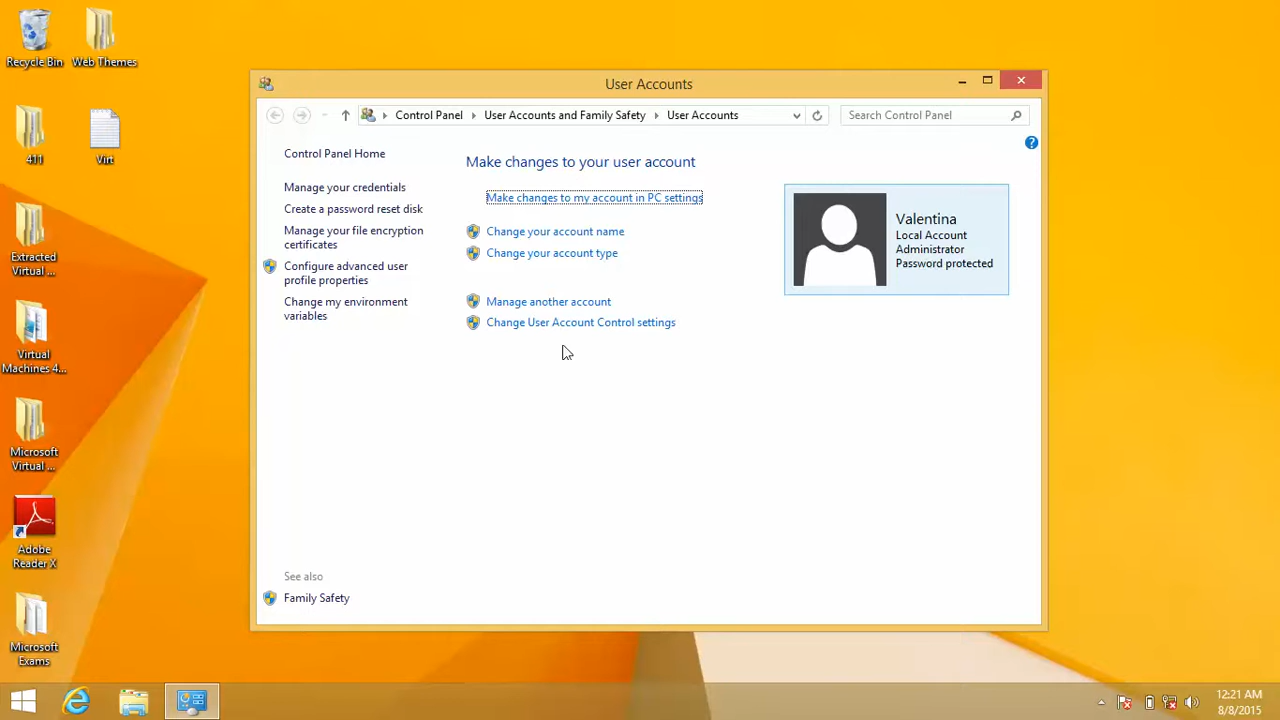 Recycle Bin
Web Themes
411
Virt
Extracted
Virtual ...
Virtual
Machines 4...
Microsoft
Virtual ...
Adobe
Reader X
Microsoft
Exams
User Accounts
Control Panel
User Accounts and Family Safety
User Accounts
Search Control Panel
Control Panel Home
Manage your credentials
Create a password reset disk
Manage your file encryption
certificates
Configure advanced user
profile properties
Change my environment
variables
See also
Family Safety
Make changes to your user account
Make changes to my account in PC settings
Change your account name
Change your account type
Manage another account
Change User Account Control settings
Valentina
Local Account
Administrator
Password protected
12:21 AM
8/8/2015